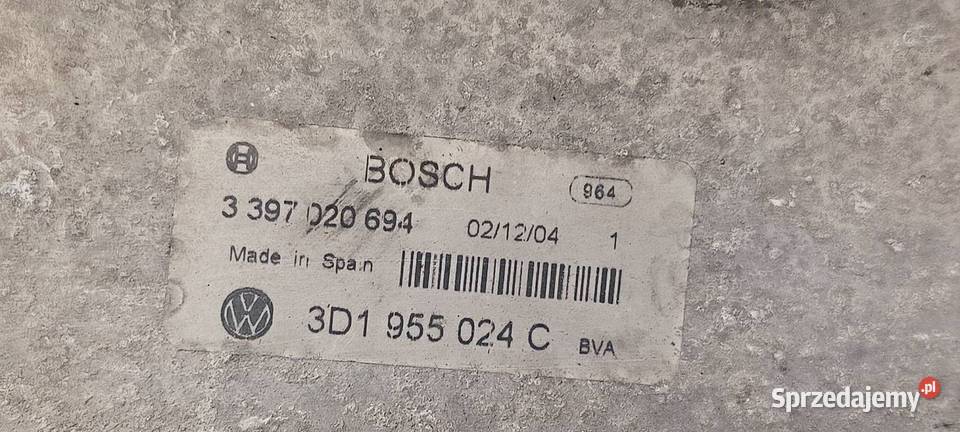 BOSCH
964
3 397 020 694 02/12/04 1
Made in Spain
3D1 955 024 C BVA
Sprzedajemy.pl